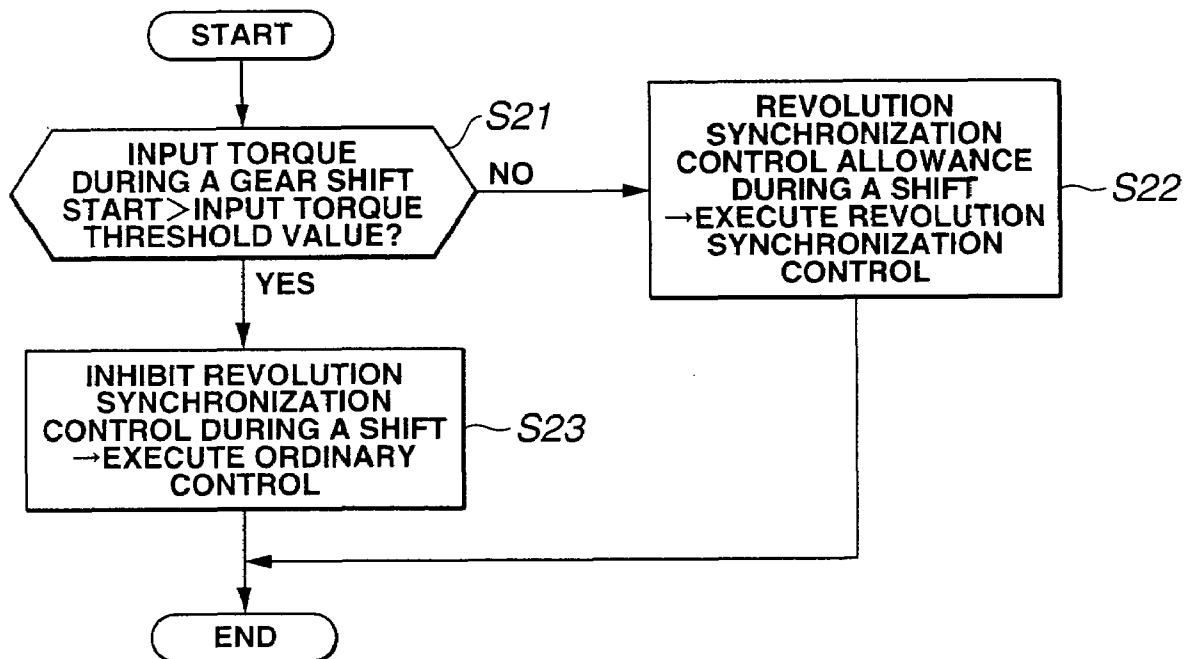 START
S21
INPUT TORQUE
DURING A GEAR SHIFT
START>INPUT TORQUE
THRESHOLD VALUE?
NO
YES
REVOLUTION
SYNCHRONIZATION
CONTROL ALLOWANCE
DURING A SHIFT
→EXECUTE REVOLUTION
SYNCHRONIZATION
CONTROL
S22
INHIBIT REVOLUTION
SYNCHRONIZATION
CONTROL DURING A SHIFT
→EXECUTE ORDINARY
CONTROL
S23
END